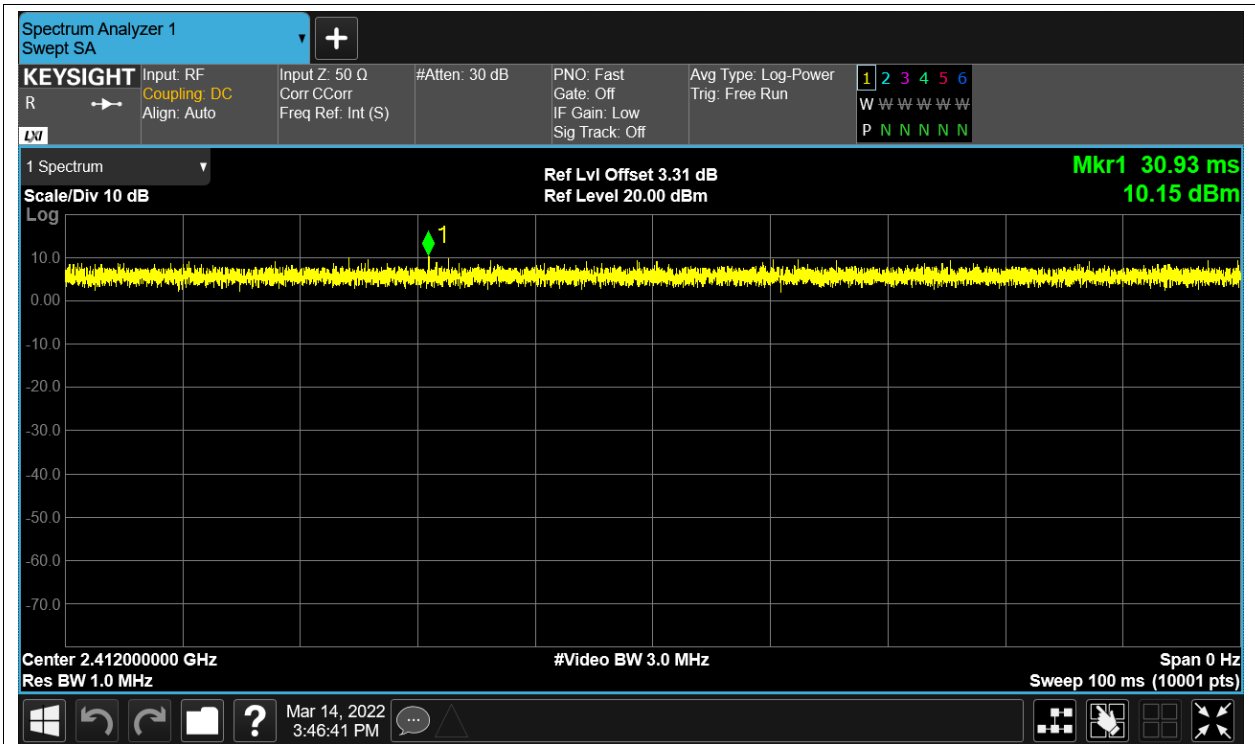 Spectrum Analyzer 1
Swept SA
KEYSIGHT
R
LXI
Input: RF
Coupling: DC
Align: Auto
Input Z: 50 Ω
Corr CCorr
Freq Ref: Int (S)
#Atten: 30 dB
PNO: Fast
Gate: Off
IF Gain: Low
Sig Track: Off
Avg Type: Log-Power
Trig: Free Run
1 2 3 4 5 6
W W W W W W
P N N N N N
1 Spectrum
Scale/Div 10 dB
Log
Ref Lvl Offset 3.31 dB
Ref Level 20.00 dBm
Mkr1 30.93 ms
10.15 dBm
1
10.0
0.00
-10.0
-20.0
-30.0
-40.0
-50.0
-60.0
-70.0
Center 2.412000000 GHz
Res BW 1.0 MHz
#Video BW 3.0 MHz
Span 0 Hz
Sweep 100 ms (10001 pts)
?
Mar 14, 2022
3:46:41 PM